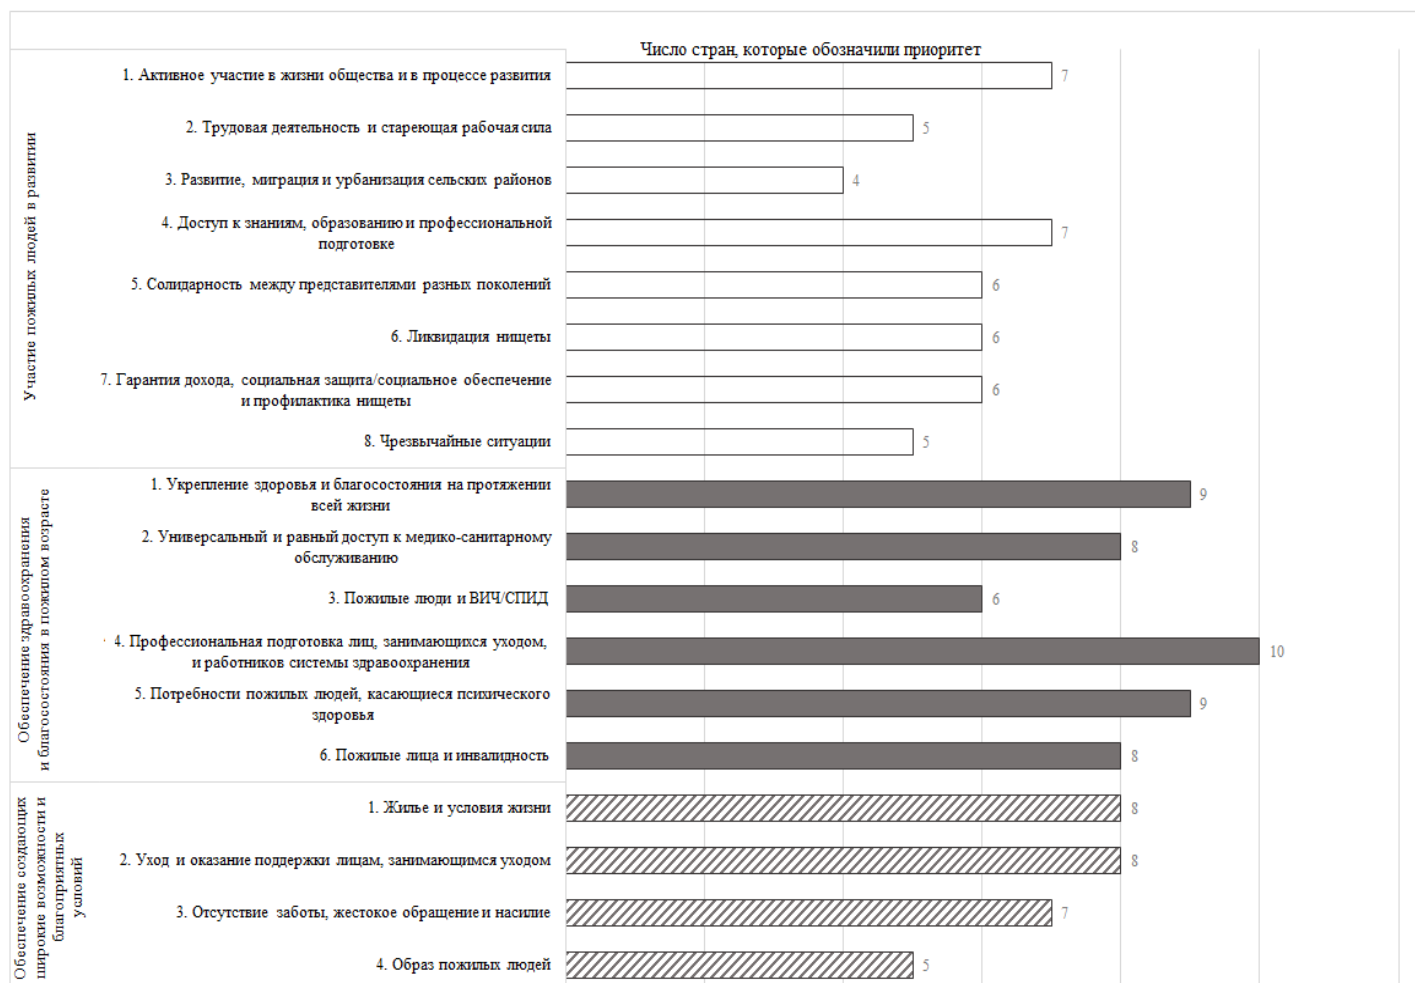 Число стран, которые обозначили приоритет
Участие пожилых людей в развитии
1. Активное участие в жизни общества и в процессе развития
7
2. Трудовая деятельность и стареющая рабочая сила
5
3. Развитие, миграция и урбанизация сельских районов
4
4. Доступ к знаниям, образованию и профессиональной
подготовке
7
5. Солидарность между представителями разных поколений
6
6. Ликвидация нищеты
6
7. Гарантия дохода, социальная защита/социальное обеспечение
и профилактика нищеты
6
8. Чрезвычайные ситуации
5
Обеспечение здравоохранения
и благосостояния в пожилом возрасте
1. Укрепление здоровья и благосостояния на протяжении
всей жизни
9
2. Универсальный и равный доступ к медико-санитарному
обслуживанию
8
3. Пожилые люди и ВИЧ/СПИД
6
4. Профессиональная подготовка лиц, занимающихся уходом,
и работников системы здравоохранения
10
5. Потребности пожилых людей, касающиеся психического
здоровья
9
6. Пожилые лица и инвалидность
8
Обеспечение создающих
широкие возможности и
благоприятных
условий
1. Жилье и условия жизни
8
2. Уход и оказание поддержки лицам, занимающимся уходом
8
3. Отсутствие заботы, жестокое обращение и насилие
7
4. Образ пожилых людей
5